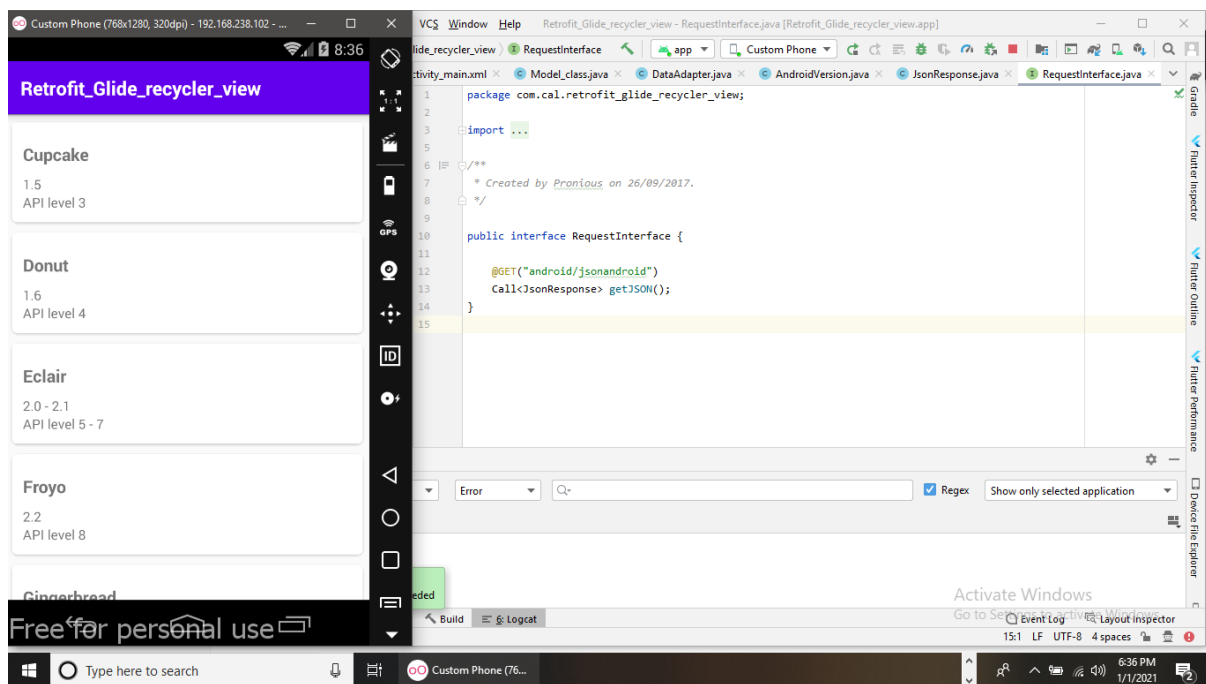 Custom Phone (768x1280, 320dpi) - 192.168.238.102 - ...
8:36
Retrofit_Glide_recycler_view
Cupcake
1.5
API level 3
Donut
1.6
API level 4
Eclair
2.0 - 2.1
API level 5 - 7
Froyo
2.2
API level 8
Gingerbread
Free for personal use
1:1
GPS
ID
VCS Window Help Retrofit_Glide_recycler_view - RequestInterface.java [Retrofit_Glide_recycler_view.app]
lide_recycler_view RequestInterface app Custom Phone
ctivity_main.xml Model_class.java DataAdapter.java AndroidVersion.java JsonResponse.java RequestInterface.java
1 package com.cal.retrofit_glide_recycler_view;
2
3 import ...
5
6 /**
7 * Created by Pronious on 26/09/2017.
8 */
9
10 public interface RequestInterface {
11
12 @GET("android/jsonandroid")
13 Call<JsonResponse> getJSON();
14 }
15
Gradle
Flutter Inspector
Flutter Outline
Flutter Performance
Device File Explorer
Error Regex Show only selected application
eded
Activate Windows
Go to Settings to activate Windows.
Build 6: Logcat Event Log Layout Inspector
15:1 LF UTF-8 4 spaces
Type here to search Custom Phone (76... 6:36 PM
1/1/2021
2